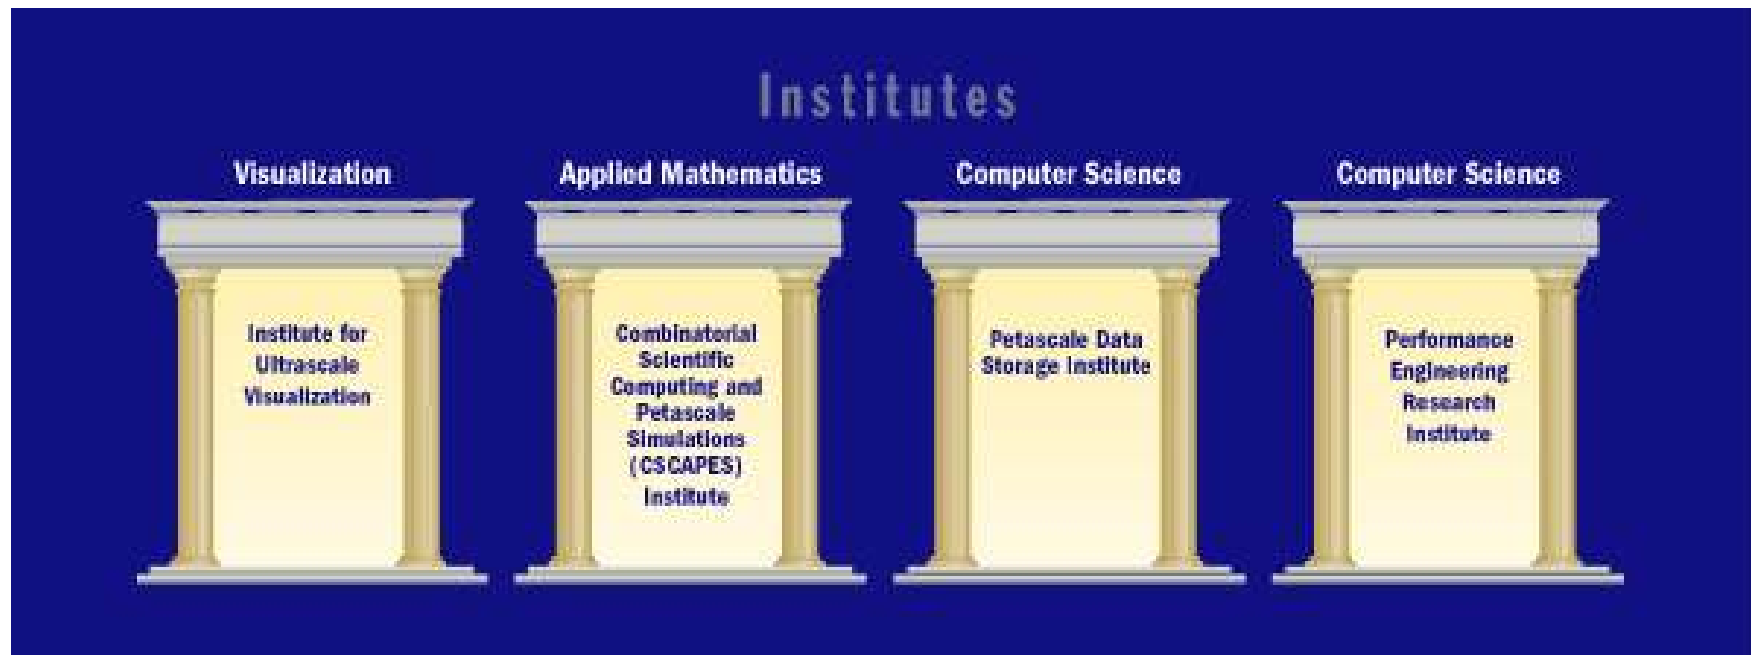 Institutes
Visualization
Institute for
Ultrascale
Visualization
Applied Mathematics
Combinatorial
Scientific
Computing and
Petascale
Simulations
(CSCAPES)
Institute
Computer Science
Petascale Data
Storage Institute
Computer Science
Performance
Engineering
Research
Institute